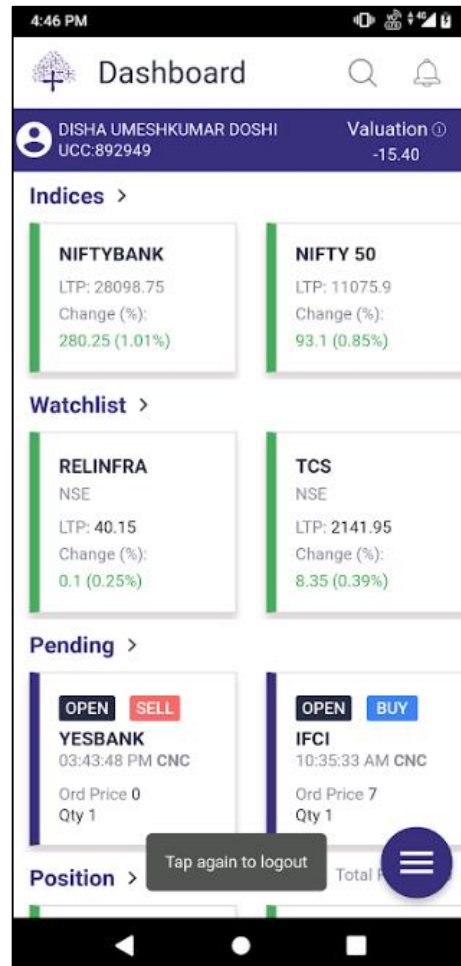 4:46 PM
4G
Dashboard
DISHA UMESHKUMAR DOSHI
UCC:892949
Valuation
-15.40
Indices >
NIFTYBANK
LTP: 28098.75
Change (%):
280.25 (1.01%)
NIFTY 50
LTP: 11075.9
Change (%):
93.1 (0.85%)
Watchlist >
RELINFRA
NSE
LTP: 40.15
Change (%):
0.1 (0.25%)
TCS
NSE
LTP: 2141.95
Change (%):
8.35 (0.39%)
Pending >
OPEN SELL
YESBANK
03:43:48 PM CNC
Ord Price 0
Qty 1
OPEN BUY
IFCI
10:35:33 AM CNC
Ord Price 7
Qty 1
Tap again to logout
Position >
Total